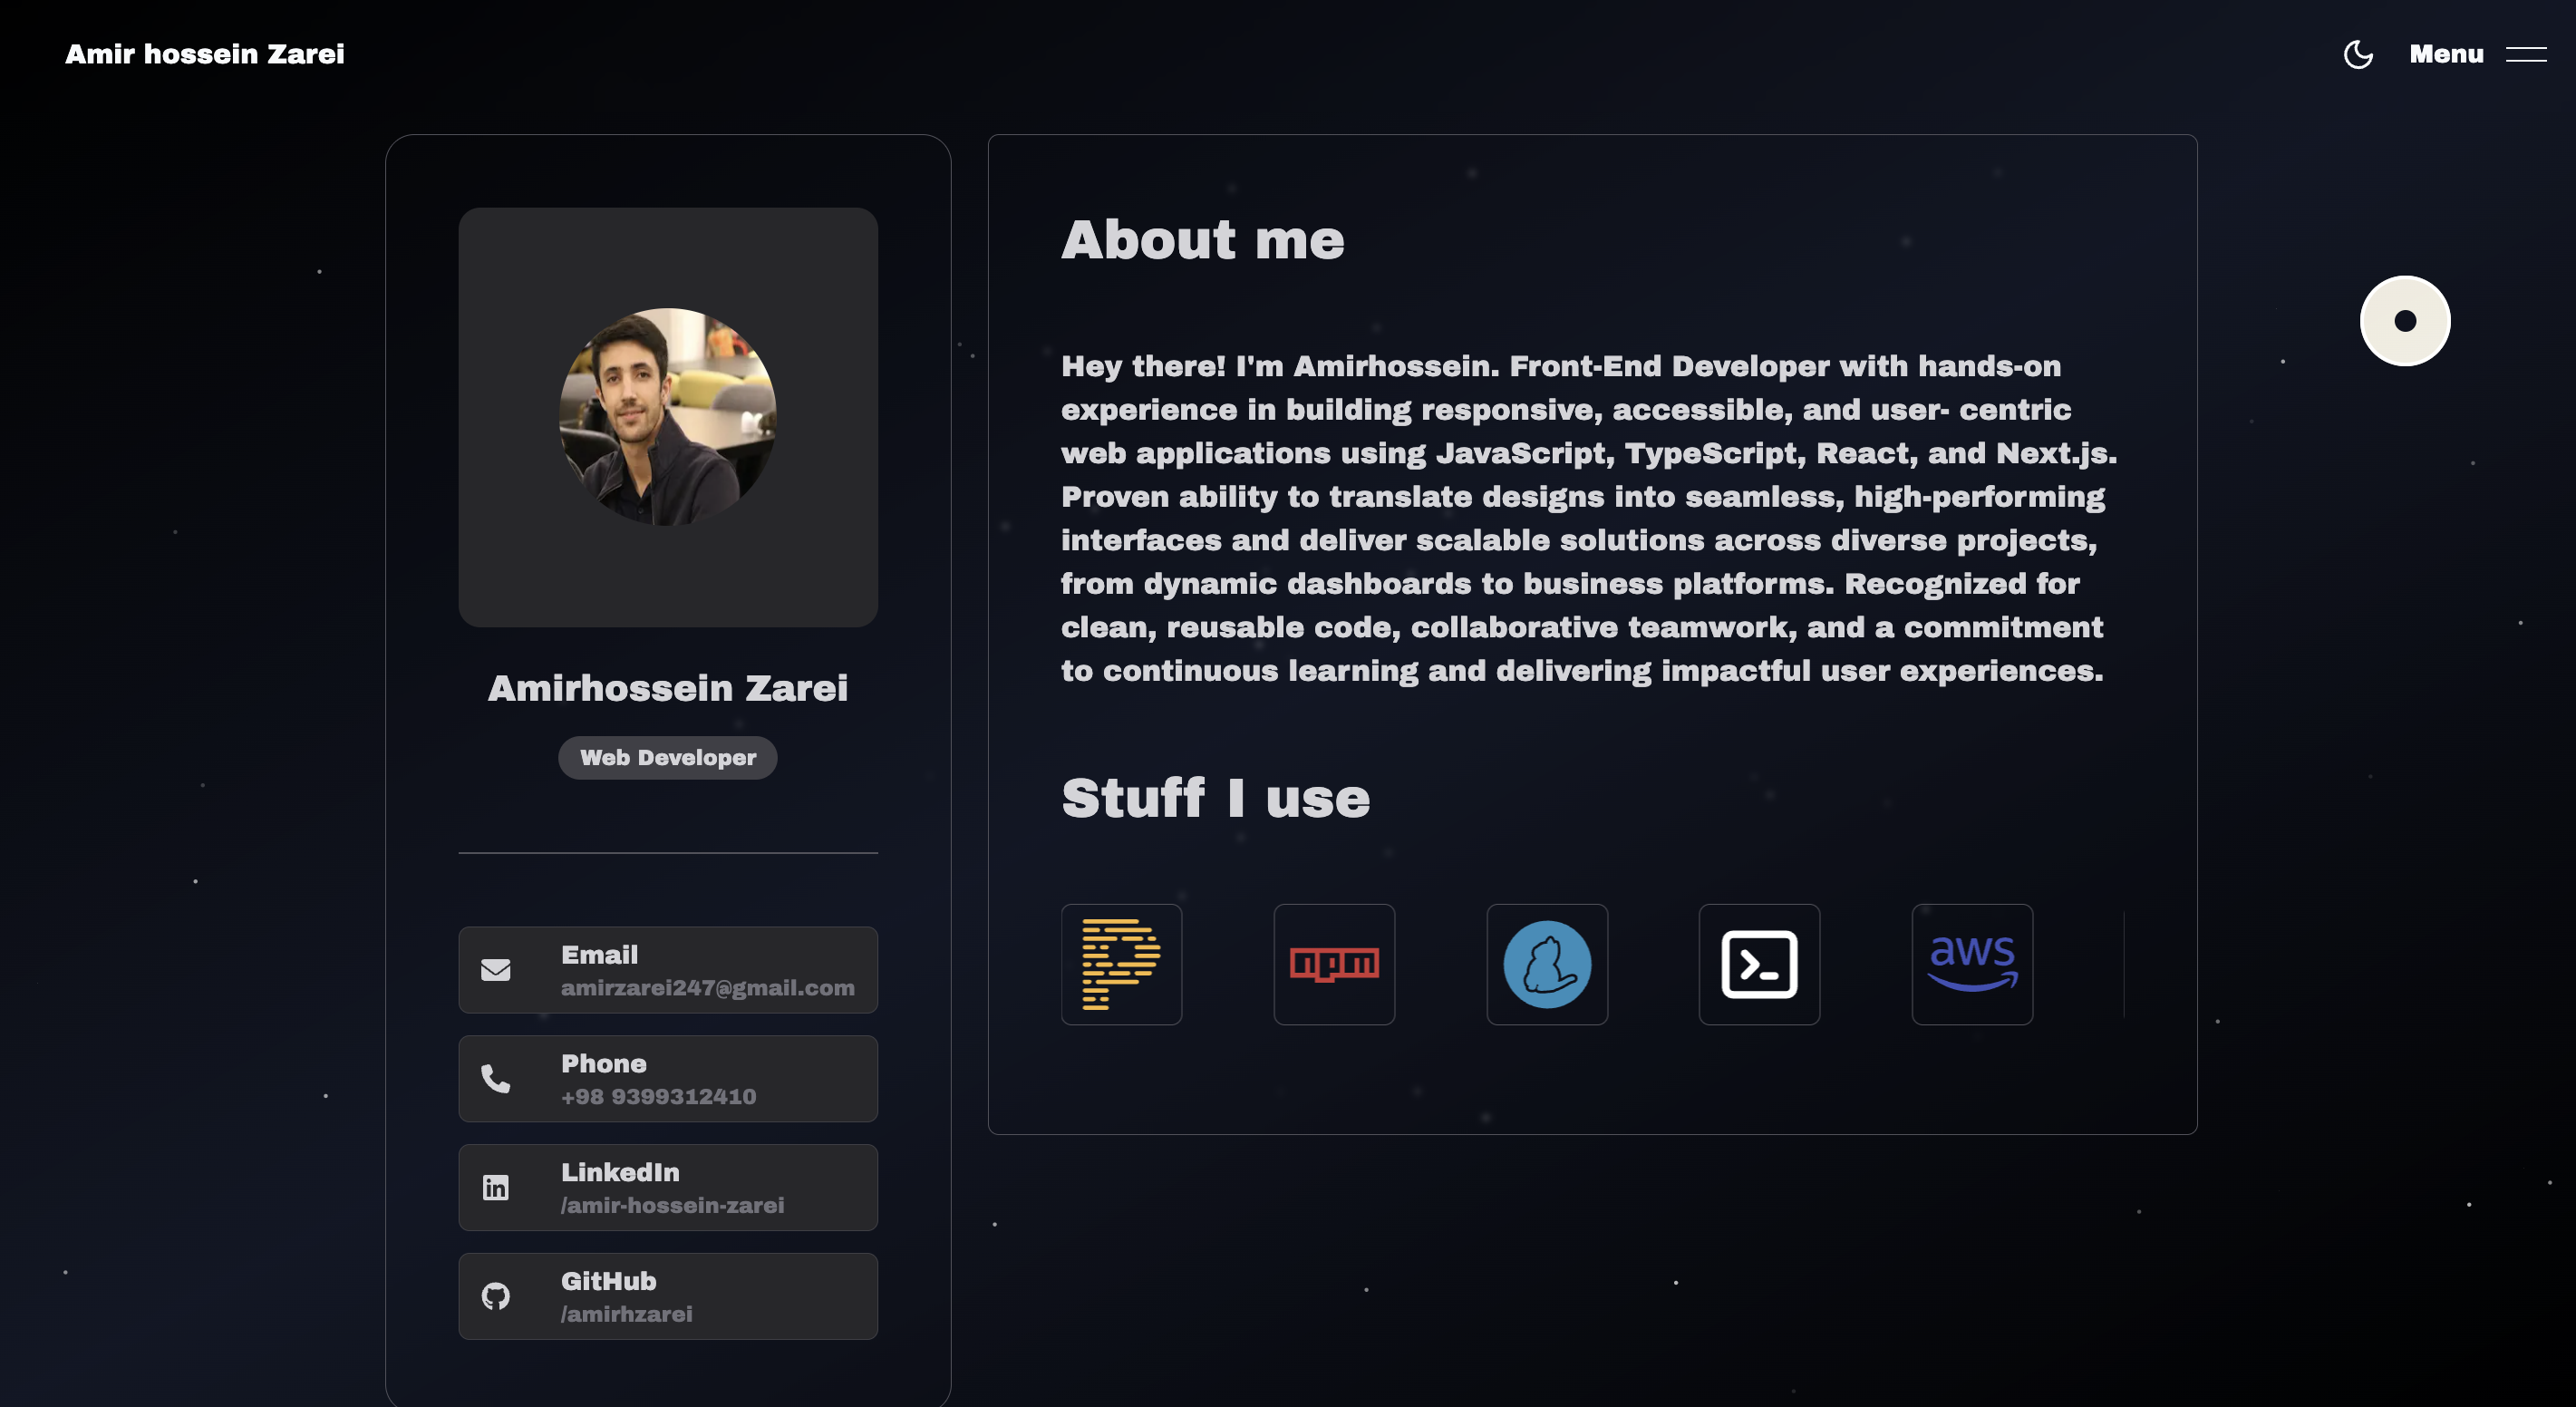 Amir hossein Zarei
Menu
Amirhossein Zarei
Web Developer
Email
amirzarei247@gmail.com
Phone
+98 9399312410
LinkedIn
/amir-hossein-zarei
GitHub
/amirhzarei
About me
Hey there! I'm Amirhossein. Front-End Developer with hands-on
experience in building responsive, accessible, and user- centric
web applications using JavaScript, TypeScript, React, and Next.js.
Proven ability to translate designs into seamless, high-performing
interfaces and deliver scalable solutions across diverse projects,
from dynamic dashboards to business platforms. Recognized for
clean, reusable code, collaborative teamwork, and a commitment
to continuous learning and delivering impactful user experiences.
Stuff I use
npm
aws